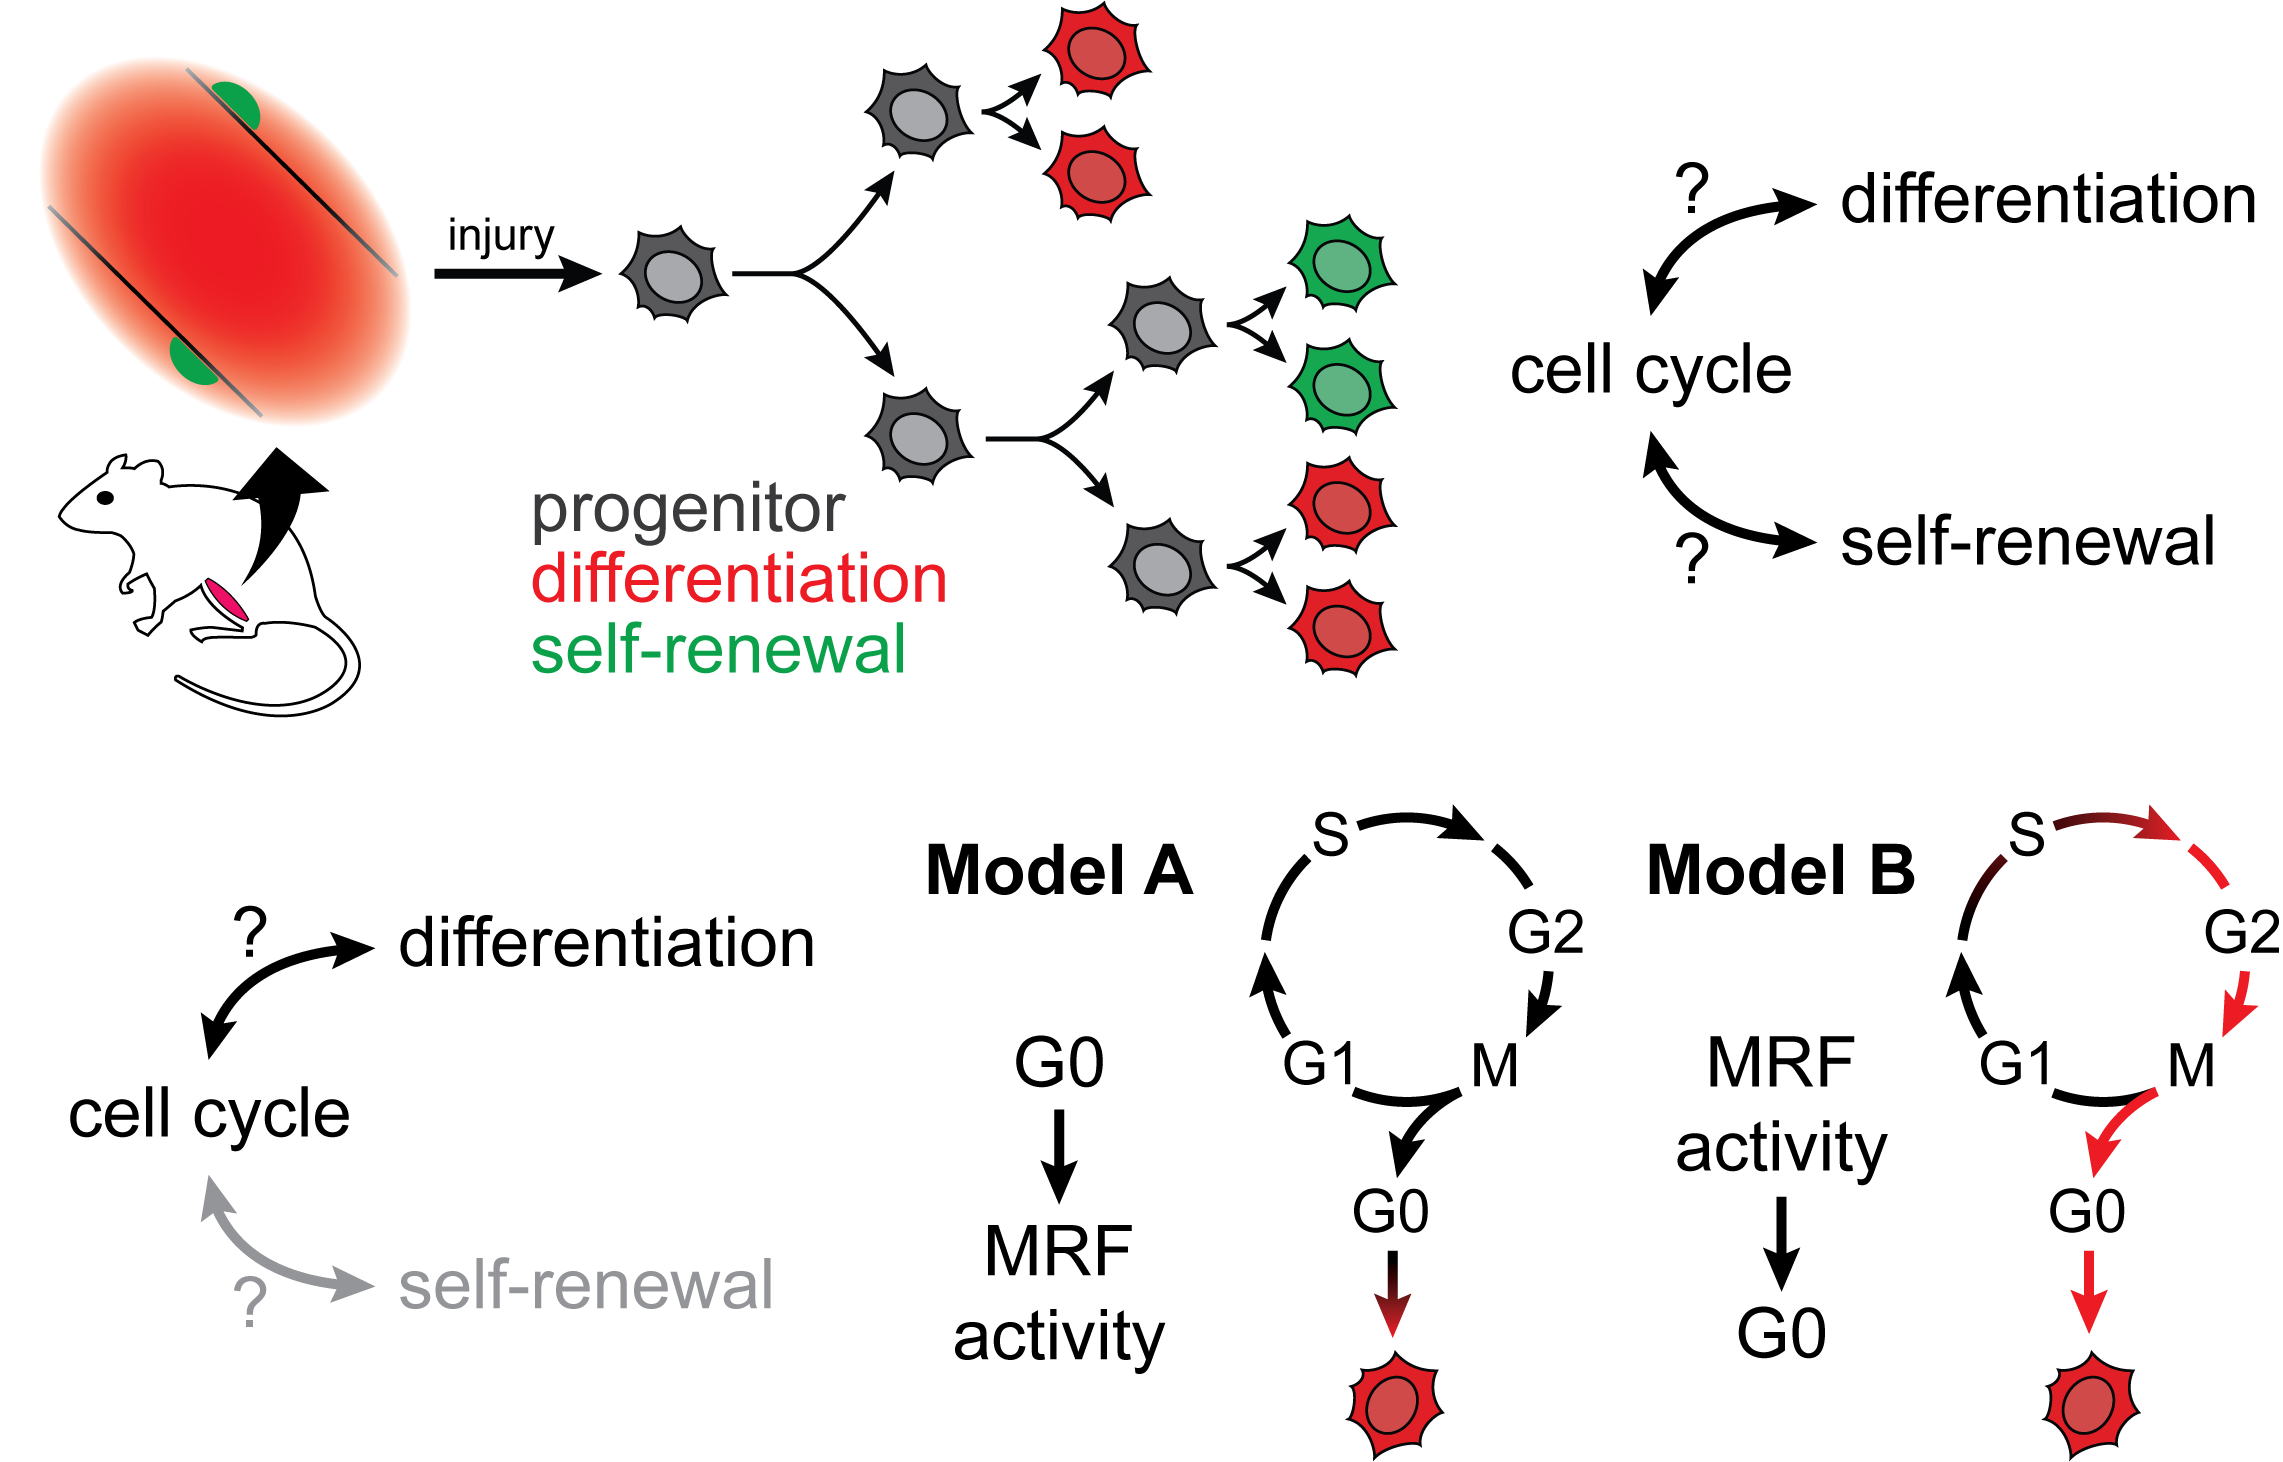 injury
progenitor
differentiation
self-renewal
?
differentiation
cell cycle
?
self-renewal
?
differentiation
cell cycle
?
self-renewal
Model A
G0
MRF
activity
S
G2
M
G1
G0
Model B
MRF
activity
G0
S
G2
M
G1
G0